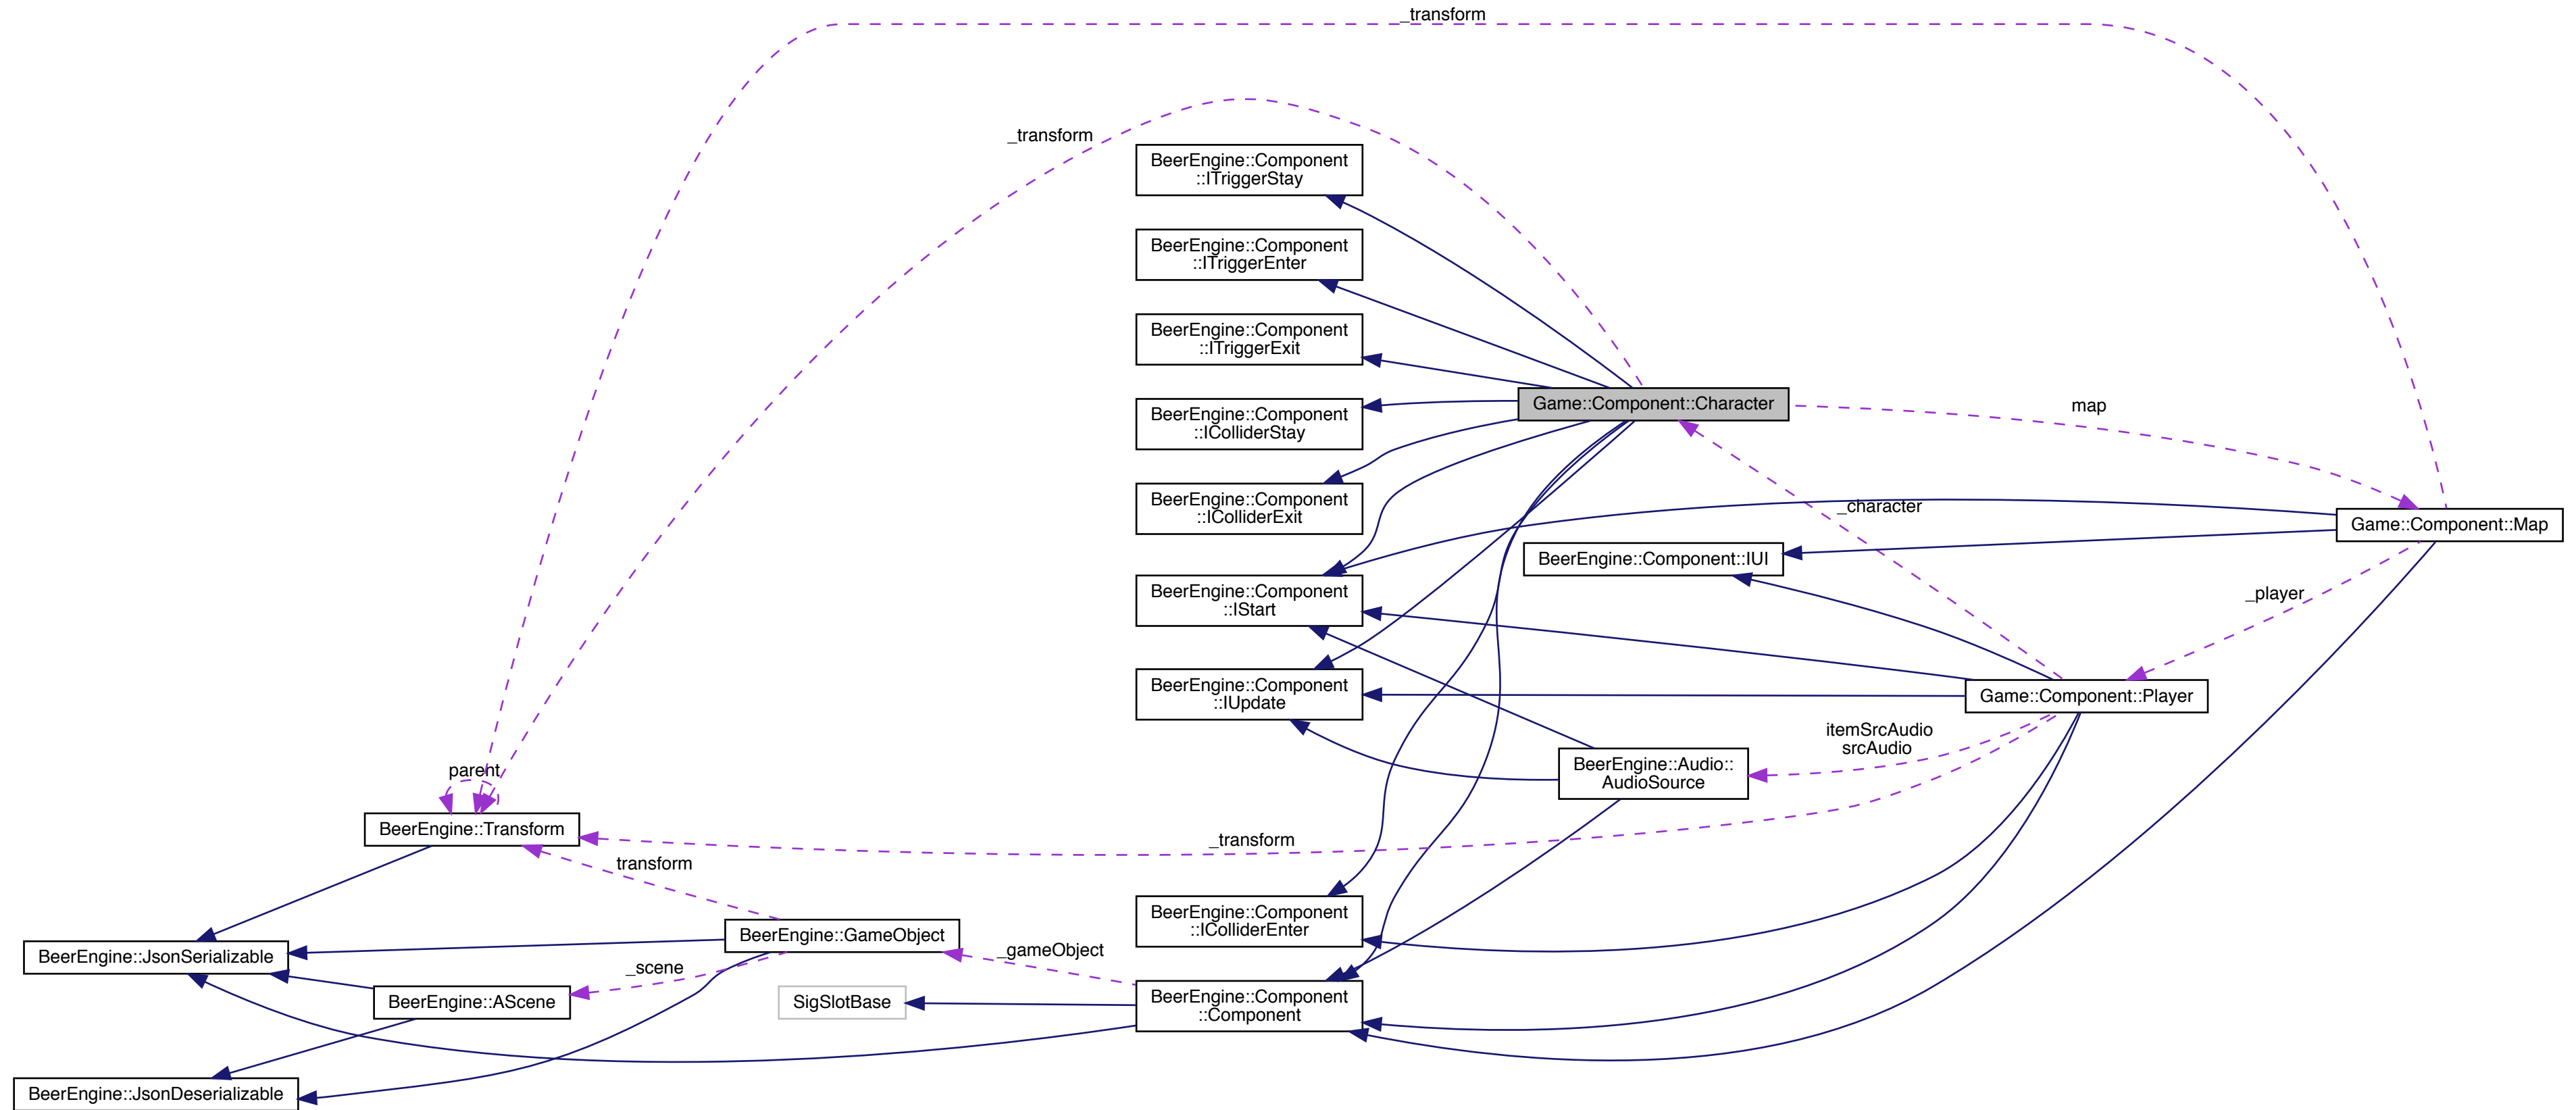 _transform
_transform
BeerEngine::Component
::ITriggerStay
BeerEngine::Component
::ITriggerEnter
BeerEngine::Component
::ITriggerExit
Game::Component::Character
map
BeerEngine::Component
::IColliderStay
BeerEngine::Component
::IColliderExit
_character
Game::Component::Map
BeerEngine::Component::IUI
BeerEngine::Component
::IStart
_player
BeerEngine::Component
::IUpdate
Game::Component::Player
itemSrcAudio
srcAudio
BeerEngine::Audio::
AudioSource
parent
BeerEngine::Transform
_transform
transform
BeerEngine::Component
::IColliderEnter
BeerEngine::GameObject
_gameObject
BeerEngine::JsonSerializable
_scene
BeerEngine::AScene
SigSlotBase
BeerEngine::Component
::Component
BeerEngine::JsonDeserializable